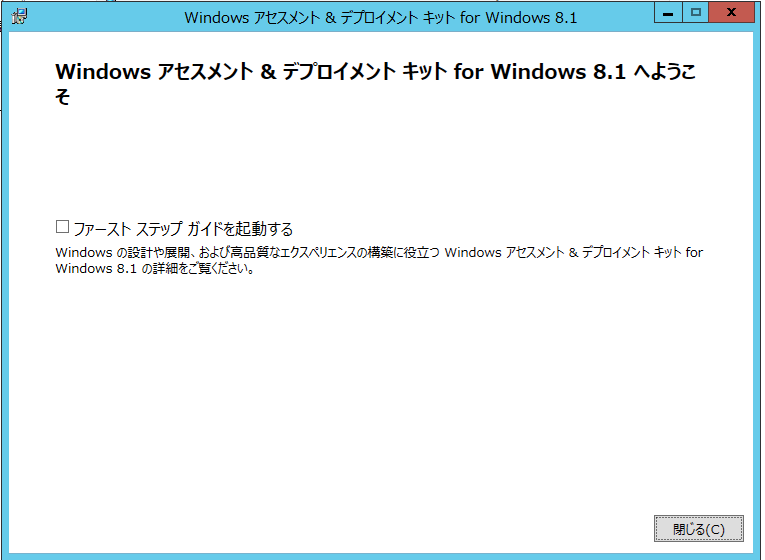 Windows アセスメント & デプロイメント キット for Windows 8.1
Windows アセスメント & デプロイメント キット for Windows 8.1 へようこ
そ
ファースト ステップ ガイドを起動する
Windows の設計や展開、および高品質なエクスペリエンスの構築に役立つ Windows アセスメント & デプロイメント キット for
Windows 8.1 の詳細をご覧ください。
閉じる(C)